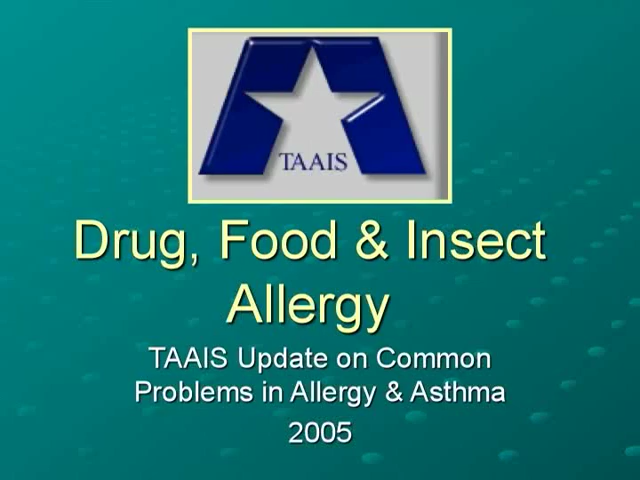 TAAIS
Drug, Food & Insect
Allergy
TAAIS Update on Common
Problems in Allergy & Asthma
2005